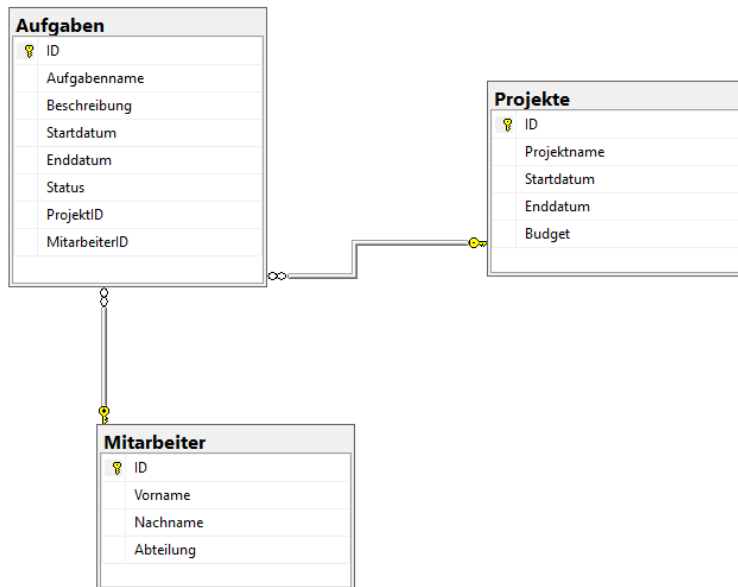 Aufgaben
ID
Aufgabenname
Beschreibung
Startdatum
Enddatum
Status
ProjektID
MitarbeiterID
Projekte
ID
Projektname
Startdatum
Enddatum
Budget
Mitarbeiter
ID
Vorname
Nachname
Abteilung